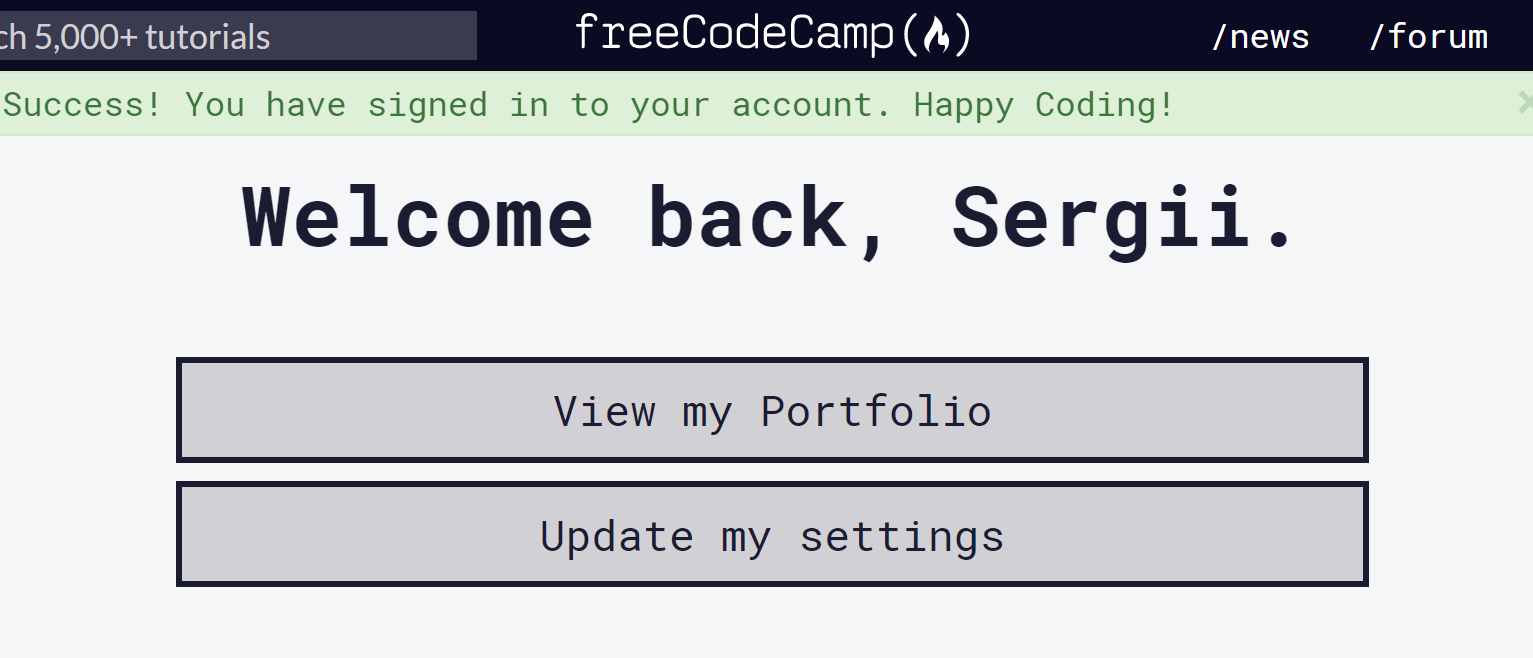 ch 5,000+ tutorials
freeCodeCamp(🔥)
/news
/forum
Success! You have signed in to your account. Happy Coding!
Welcome back, Sergii.
View my Portfolio
Update my settings